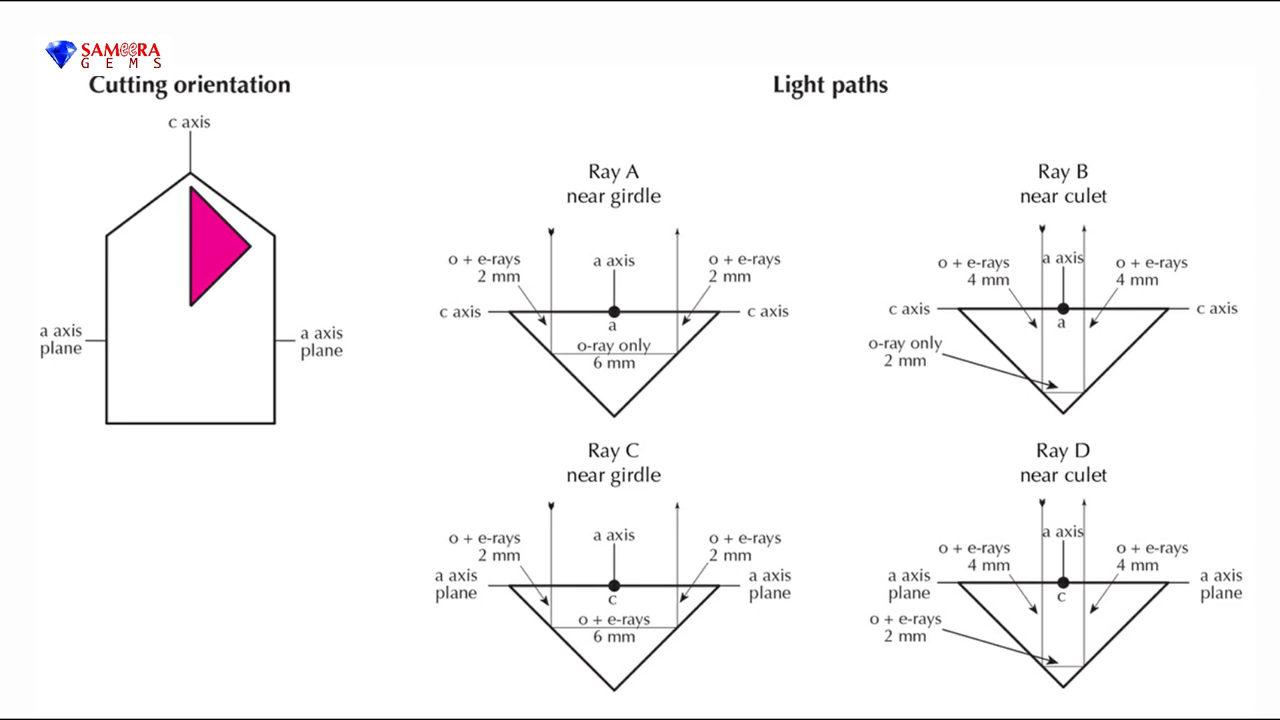 SAMEERA
GEMS
Cutting orientation
Light paths
c axis
a axis
plane
a axis
plane
Ray A
near girdle
o + e-rays
2 mm
a axis
o + e-rays
2 mm
c axis
c axis
a
o-ray only
6 mm
Ray B
near culet
o + e-rays
4 mm
a axis
o + e-rays
4 mm
c axis
c axis
a
o-ray only
2 mm
Ray C
near girdle
o + e-rays
2 mm
a axis
o + e-rays
2 mm
a axis
plane
a axis
plane
c
o + e-rays
6 mm
Ray D
near culet
o + e-rays
4 mm
a axis
o + e-rays
4 mm
a axis
plane
a axis
plane
c
o + e-rays
2 mm